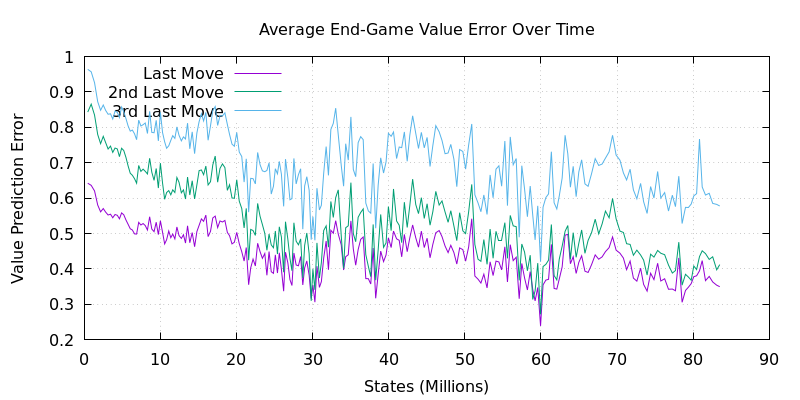 Average End-Game Value Error Over Time
Value Prediction Error
1
0.9
0.8
0.7
0.6
0.5
0.4
0.3
0.2
Last Move
2nd Last Move
3rd Last Move
0 10 20 30 40 50 60 70 80 90
States (Millions)